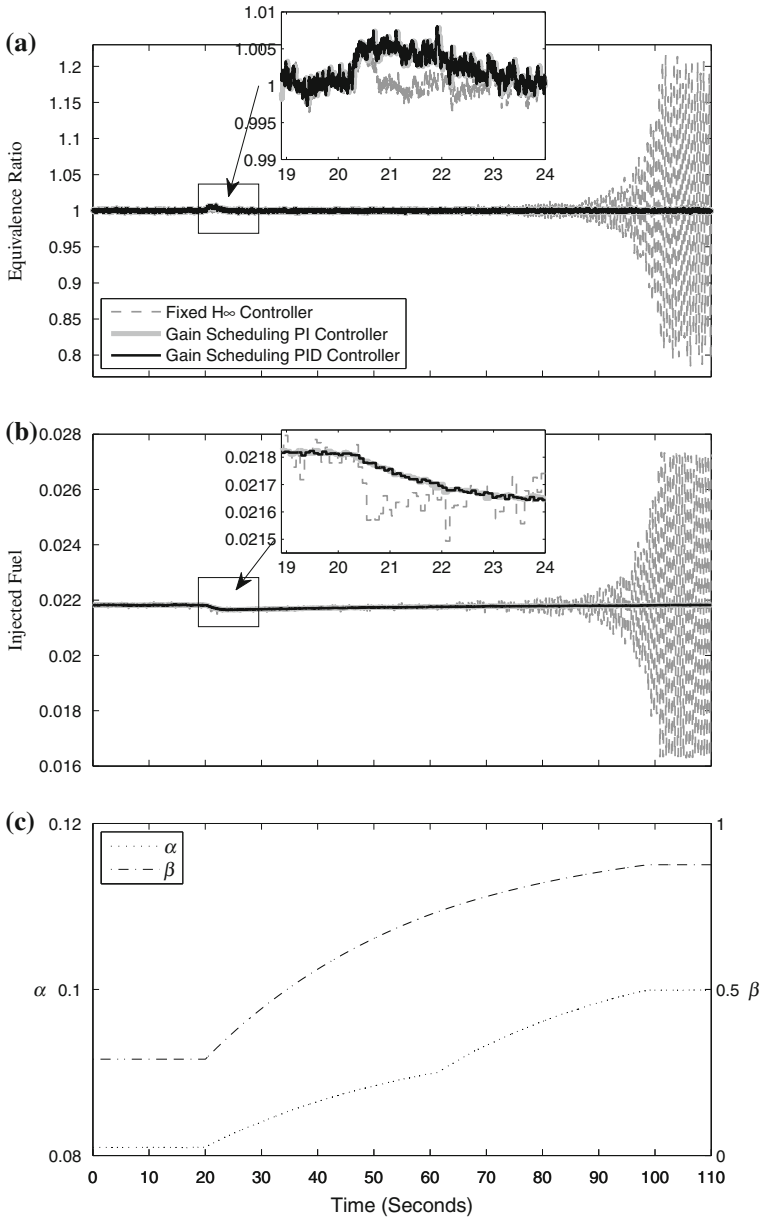 (a)
1.01
1.005
1
0.995
0.99
19 20 21 22 23 24
1.2
1.15
1.1
1.05
1
0.95
0.9
0.85
0.8
Equivalence Ratio
Fixed H∞ Controller
Gain Scheduling PI Controller
Gain Scheduling PID Controller
(b)
0.028
0.026
0.024
0.022
0.02
0.018
0.016
Injected Fuel
0.0218
0.0217
0.0216
0.0215
19 20 21 22 23 24
(c)
0.12
0.1
0.08
α
α
β
1
0.5
0
β
0 10 20 30 40 50 60 70 80 90 100 110
Time (Seconds)